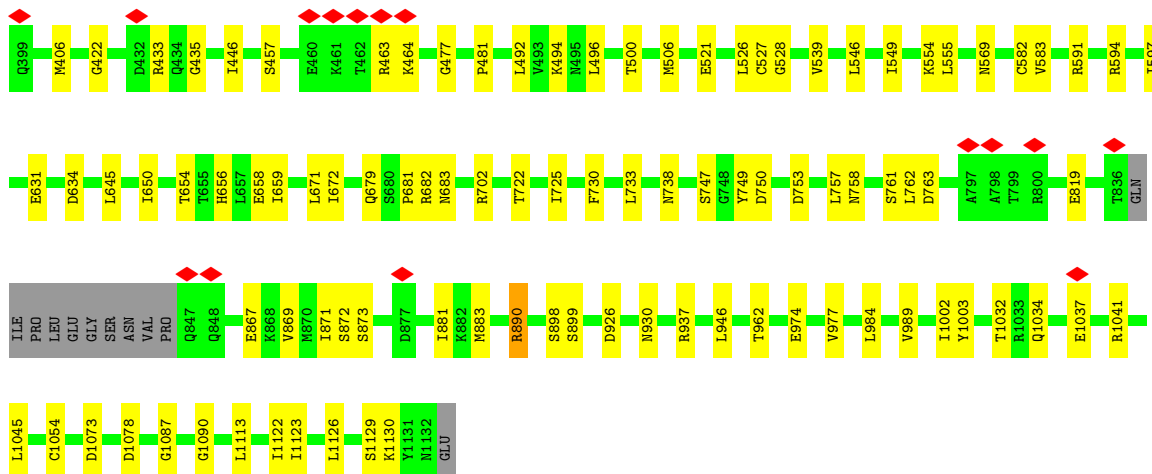 Q399 M406 G422 D432 R433 Q434 G435 I446 S457 E460 K461 T462 R463 K464 G477 P481 L492 V493 K494 N495 L496 T500 M506 E521 L526 C527 G528 V539 L546 I549 K554 L555 N569 C582 V583 R591 R594
E631 D634 L645 I650 T654 T655 H656 L657 E658 I659 L671 I672 Q679 S680 P681 R682 N683 R702 T722 I725 F730 L733 N738 S747 G748 Y749 D750 D753 L757 N758 S761 L762 D763 A797 A798 T799 R800 E819 T836 GLN
ILE PRO LEU GLU GLY SER ASN VAL PRO Q847 Q848 E867 K868 V869 M870 I871 S872 S873 D877 I881 K882 M883 R890 S898 S899 D926 N930 R937 L946 T962 E974 V977 L984 V989 I1002 Y1003 T1032 R1033 Q1034 E1037 R1041
L1045 C1054 D1073 D1078 G1087 G1090 L1113 I1122 I1123 L1126 S1129 K1130 Y1131 N1132 GLU